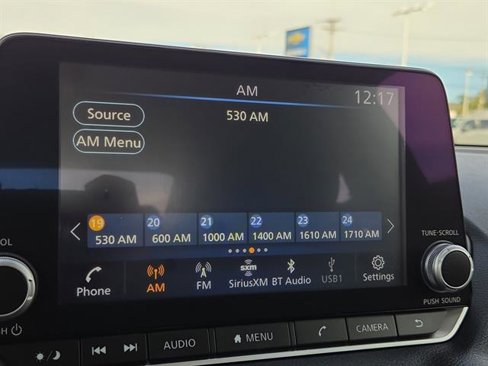 AM
12:17
Source
530 AM
AM Menu
19 20 21 22 23 24
530 AM 600 AM 1000 AM 1400 AM 1610 AM 1710 AM
TUNE-SCROLL
OL
Phone AM FM sxm SiriusXM BT Audio USB1 Settings
PUSH SOUND
H
AUDIO MENU CAMERA